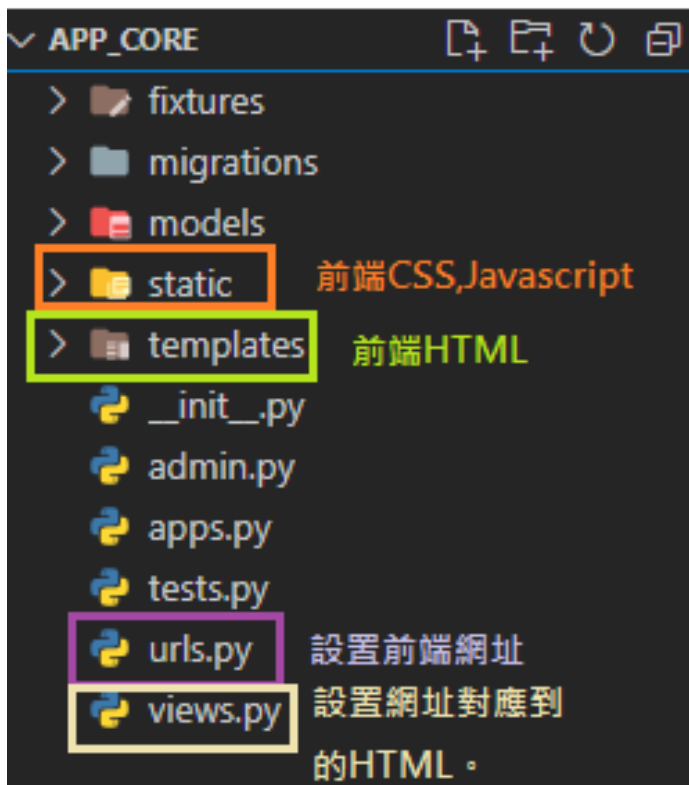 APP_CORE
fixtures
migrations
models
static 前端CSS,Javascript
templates 前端HTML
__init__.py
admin.py
apps.py
tests.py
urls.py 設置前端網址
views.py 設置網址對應到
的HTML。